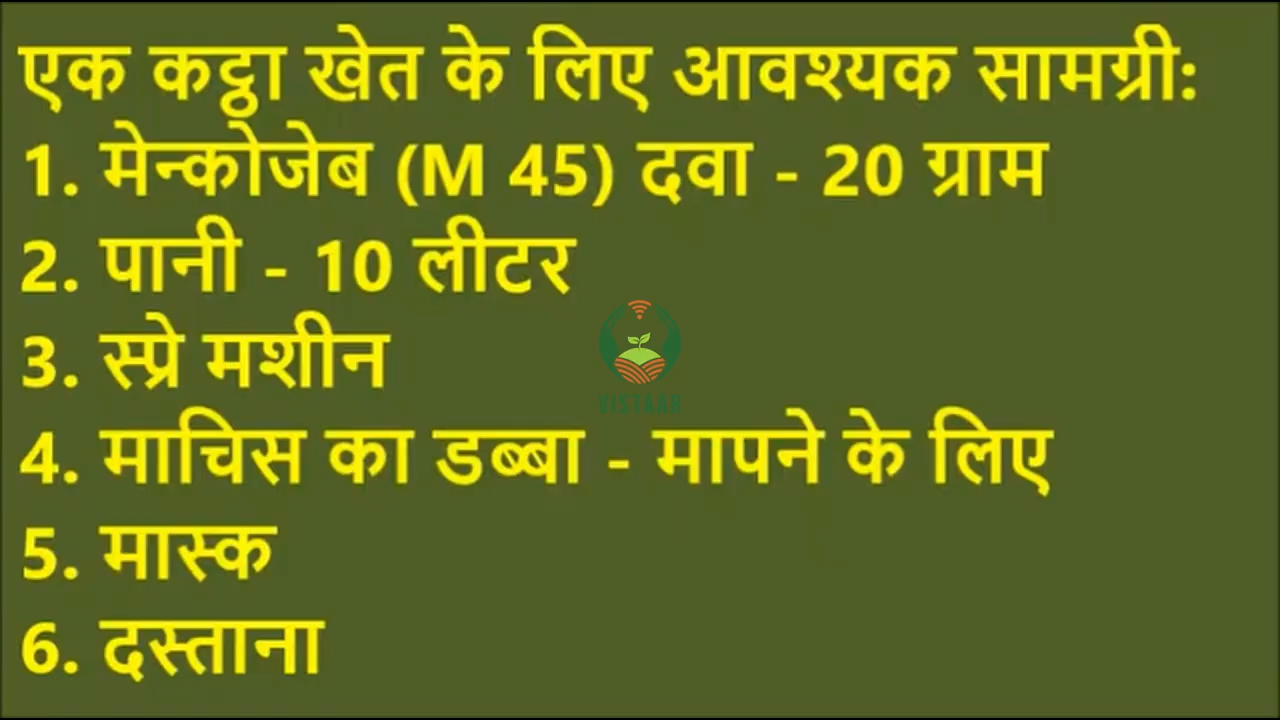 एक कट्ठा खेत के लिए आवश्यक सामग्री:
1. मेन्कोजेब (M 45) दवा - 20 ग्राम
2. पानी - 10 लीटर
3. स्प्रे मशीन
VISTAAR
4. माचिस का डब्बा - मापने के लिए
5. मास्क
6. दस्ताना